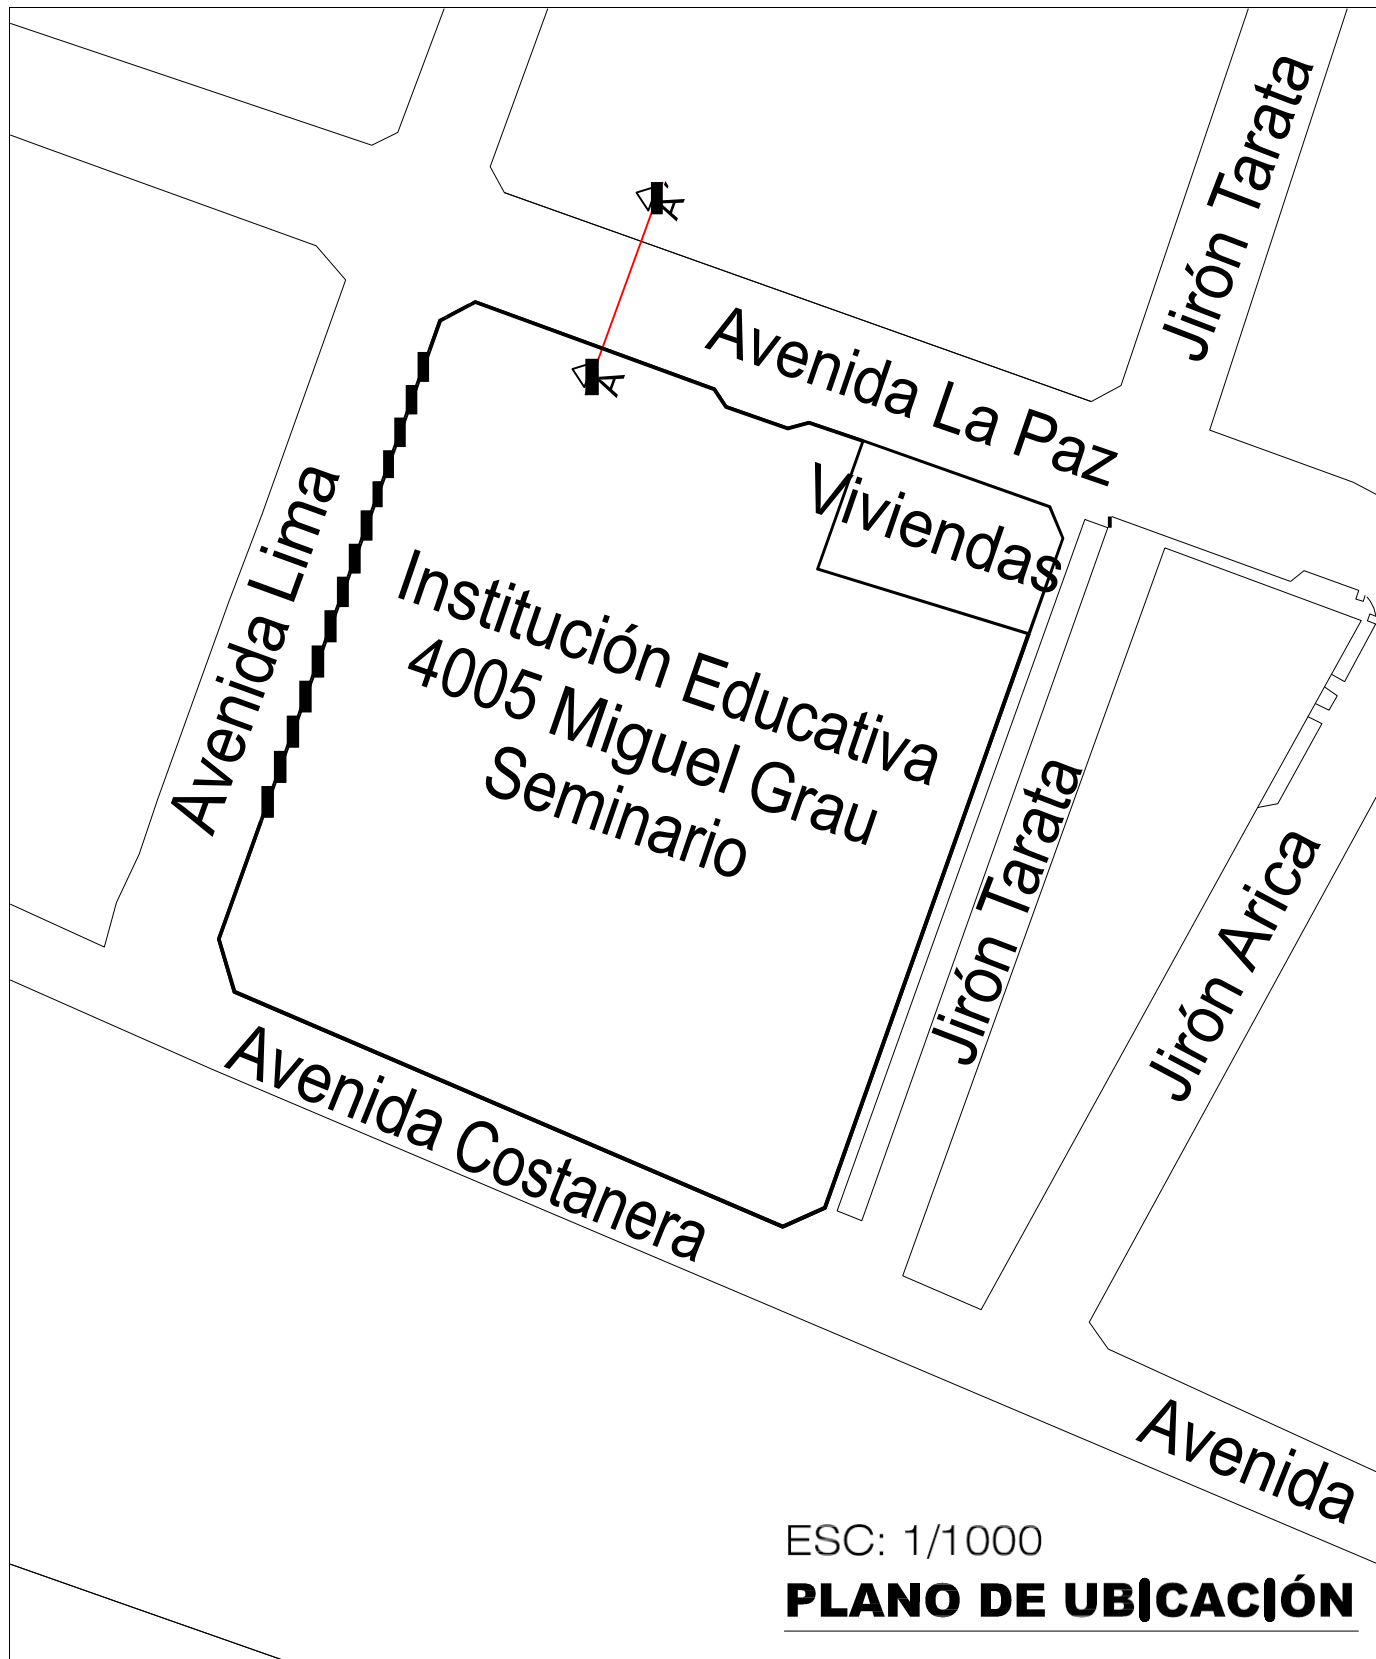 Jirón Tarata
A'
Avenida La Paz
A
Viviendas
Avenida Lima
Institución Educativa
4005 Miguel Grau
Seminario
Jirón Tarata
Jirón Arica
Avenida Costanera
Avenida
ESC: 1/1000
PLANO DE UBICACIÓN